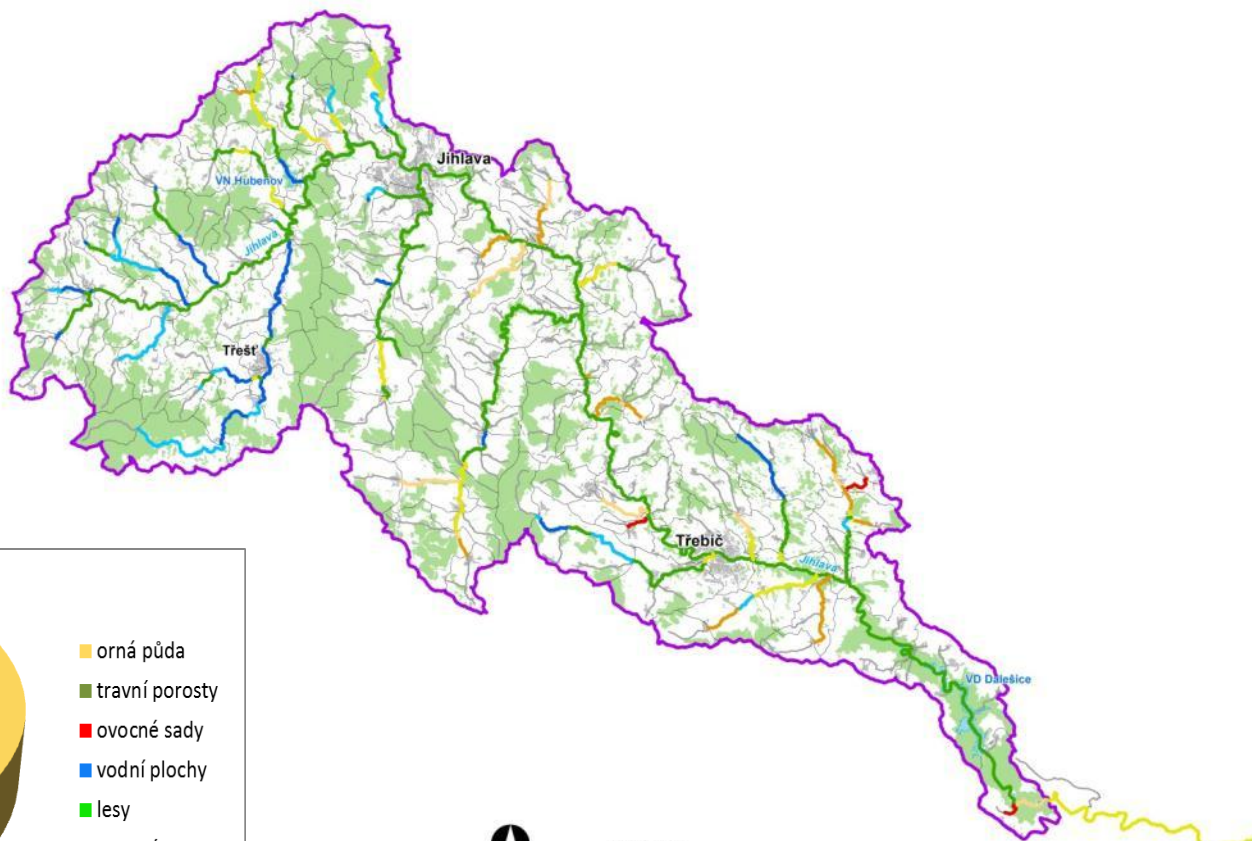 Jihlava
VN Hubenov
Jihlava
Třešť
Třebíč
Jihlava
VD Dalešice
orná půda
travní porosty
ovocné sady
vodní plochy
lesy